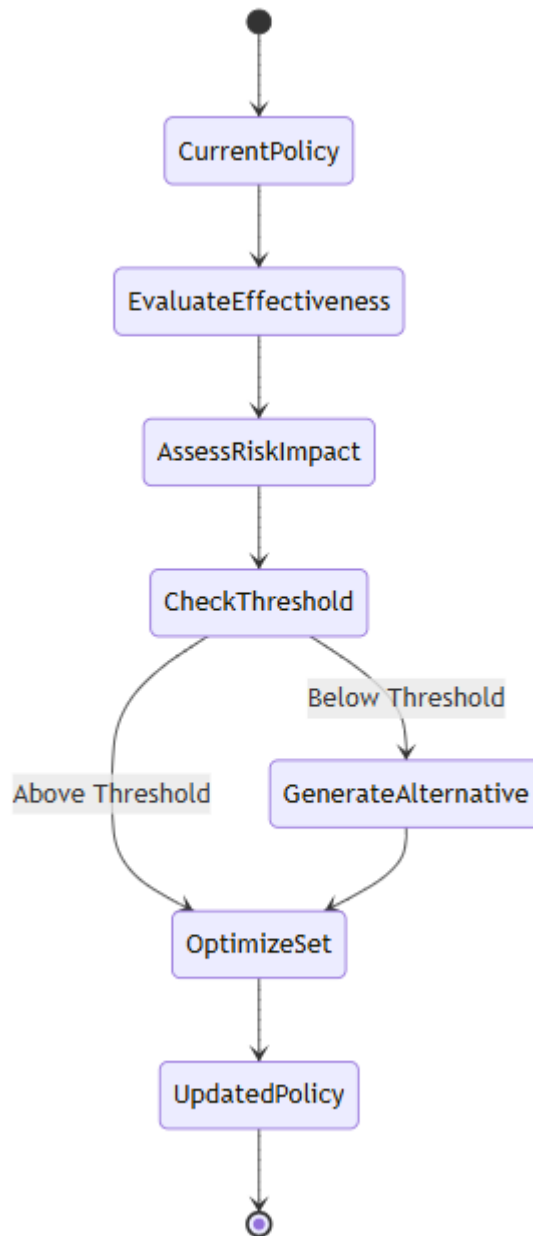 CurrentPolicy
EvaluateEffectiveness
AssessRiskImpact
CheckThreshold
Below Threshold
Above Threshold
GenerateAlternative
OptimizeSet
UpdatedPolicy